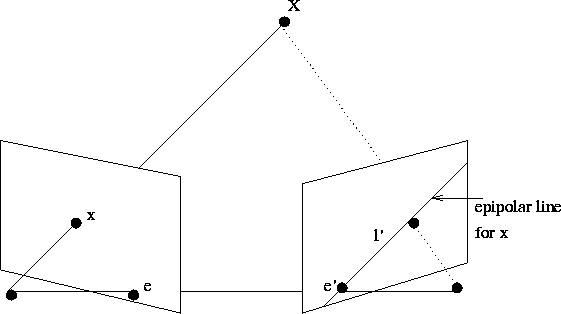 X
x
epipolar line
l'
for x
e
e'